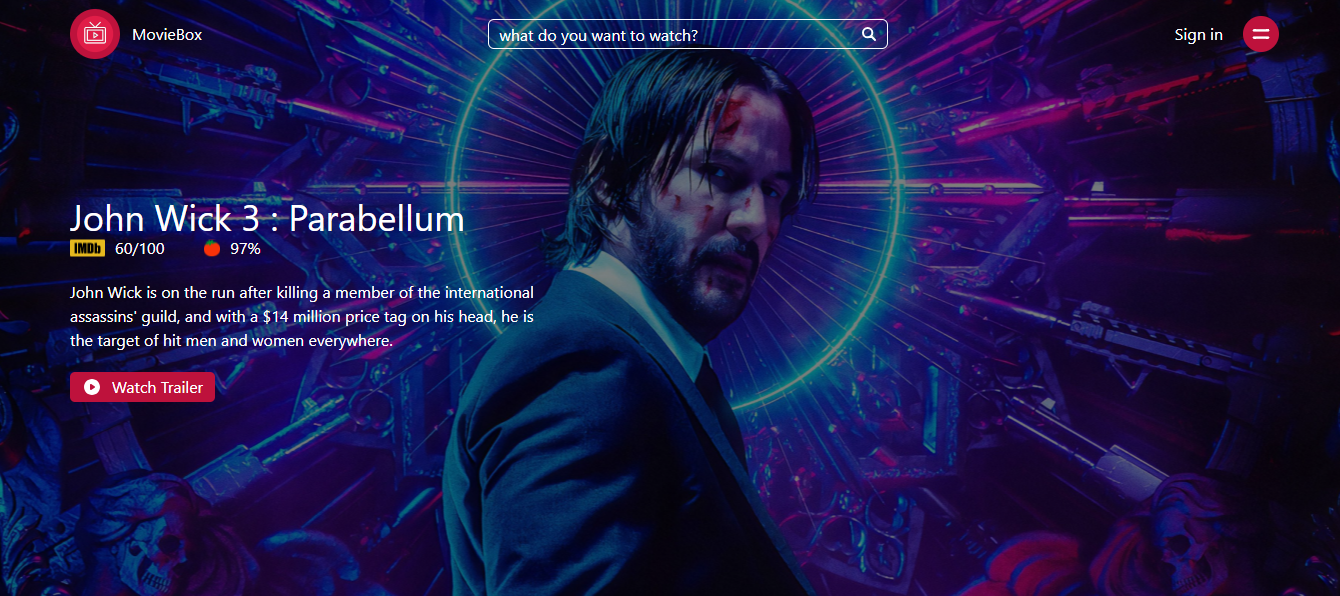 MovieBox
what do you want to watch?
Sign in
John Wick 3 : Parabellum
IMDb 60/100 97%
John Wick is on the run after killing a member of the international
assassins' guild, and with a $14 million price tag on his head, he is
the target of hit men and women everywhere.
Watch Trailer